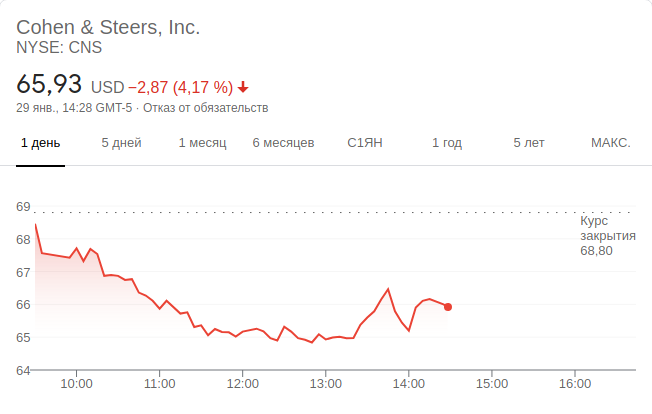 Cohen & Steers, Inc.
NYSE: CNS
65,93 USD −2,87 (4,17 %)
29 янв., 14:28 GMT-5 · Отказ от обязательств
1 день 5 дней 1 месяц 6 месяцев С1ЯН 1 год 5 лет МАКС.
69
Курс
закрытия
68,80
68
67
66
65
64
10:00 11:00 12:00 13:00 14:00 15:00 16:00